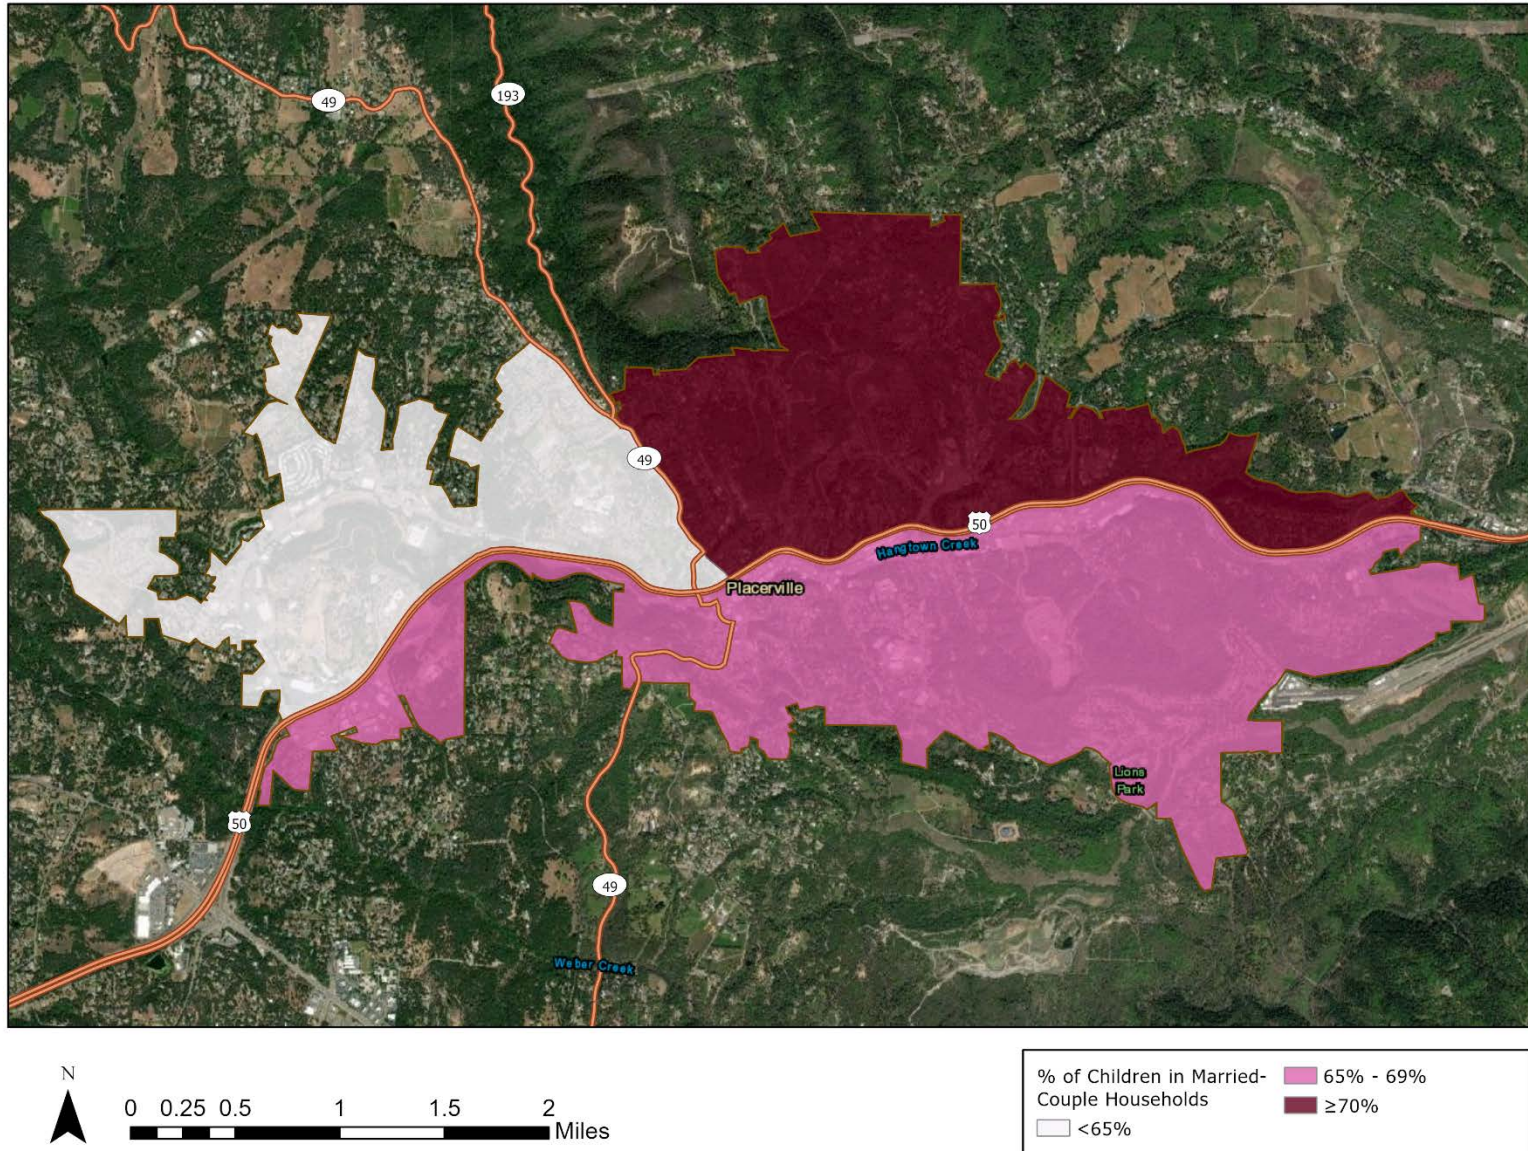 49
193
49
50
Hangtown Creek
Placerville
Lions
Park
50
49
Weber Creek
N
0 0.25 0.5 1 1.5 2
Miles
% of Children in Married-
Couple Households
<65%
65% - 69%
≥70%